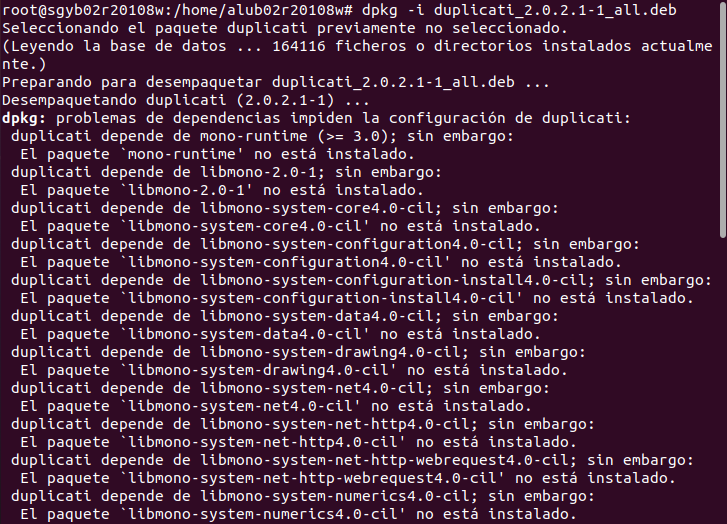 root@sgyb02r20108w:/home/alub02r20108w# dpkg -i duplicati_2.0.2.1-1_all.deb
Seleccionando el paquete duplicati previamente no seleccionado.
(Leyendo la base de datos ... 164116 ficheros o directorios instalados actualme
nte.)
Preparando para desempaquetar duplicati_2.0.2.1-1_all.deb ...
Desempaquetando duplicati (2.0.2.1-1) ...
dpkg: problemas de dependencias impiden la configuración de duplicati:
 duplicati depende de mono-runtime (>= 3.0); sin embargo:
  El paquete `mono-runtime' no está instalado.
 duplicati depende de libmono-2.0-1; sin embargo:
  El paquete `libmono-2.0-1' no está instalado.
 duplicati depende de libmono-system-core4.0-cil; sin embargo:
  El paquete `libmono-system-core4.0-cil' no está instalado.
 duplicati depende de libmono-system-configuration4.0-cil; sin embargo:
  El paquete `libmono-system-configuration4.0-cil' no está instalado.
 duplicati depende de libmono-system-configuration-install4.0-cil; sin embargo:
  El paquete `libmono-system-configuration-install4.0-cil' no está instalado.
 duplicati depende de libmono-system-data4.0-cil; sin embargo:
  El paquete `libmono-system-data4.0-cil' no está instalado.
 duplicati depende de libmono-system-drawing4.0-cil; sin embargo:
  El paquete `libmono-system-drawing4.0-cil' no está instalado.
 duplicati depende de libmono-system-net4.0-cil; sin embargo:
  El paquete `libmono-system-net4.0-cil' no está instalado.
 duplicati depende de libmono-system-net-http4.0-cil; sin embargo:
  El paquete `libmono-system-net-http4.0-cil' no está instalado.
 duplicati depende de libmono-system-net-http-webrequest4.0-cil; sin embargo:
  El paquete `libmono-system-net-http-webrequest4.0-cil' no está instalado.
 duplicati depende de libmono-system-numerics4.0-cil; sin embargo:
  El paquete `libmono-system-numerics4.0-cil' no está instalado.